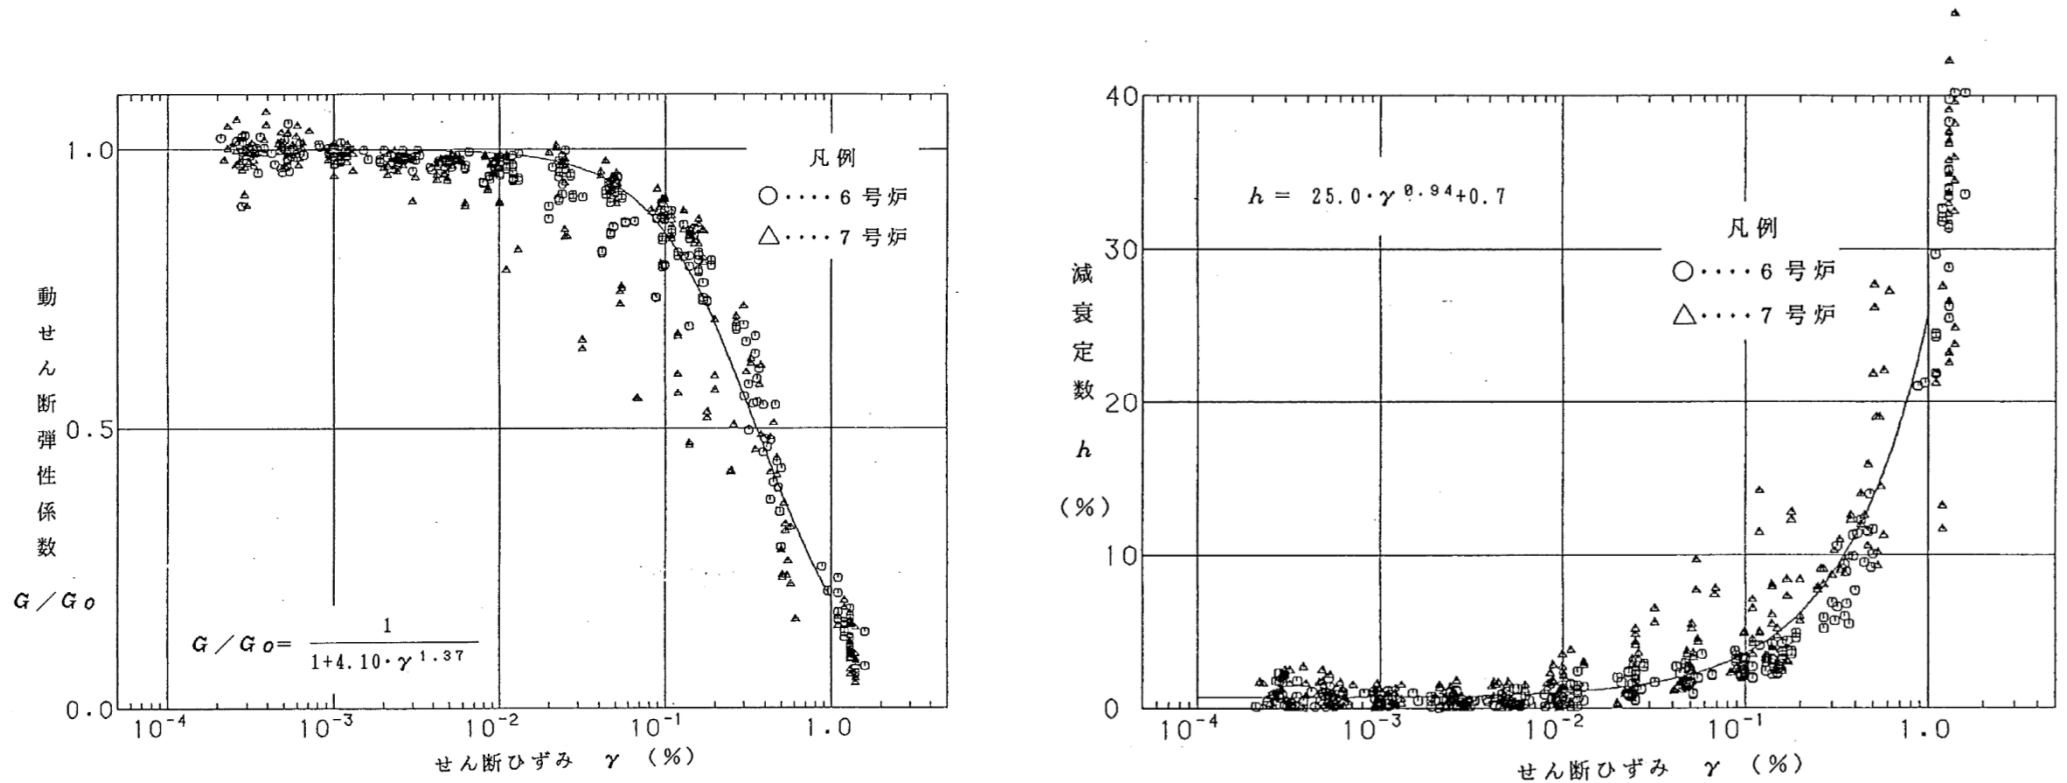 1.0
0.5
0.0
動せん断弾性係数
G/G₀
凡例
○····6号炉
△····7号炉
G/G₀= 1/(1+4.10·γ^1.37)
10⁻⁴ 10⁻³ 10⁻² 10⁻¹ 1.0
せん断ひずみ γ (%)
40
30
20
10
0
減衰定数
h
(%)
h = 25.0·γ^0.94+0.7
凡例
○····6号炉
△····7号炉
10⁻⁴ 10⁻³ 10⁻² 10⁻¹ 1.0
せん断ひずみ γ (%)